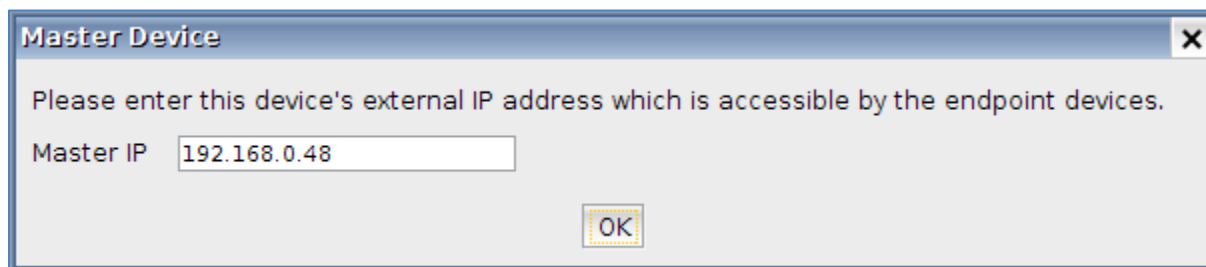 Master Device
Please enter this device's external IP address which is accessible by the endpoint devices.
Master IP 192.168.0.48
OK